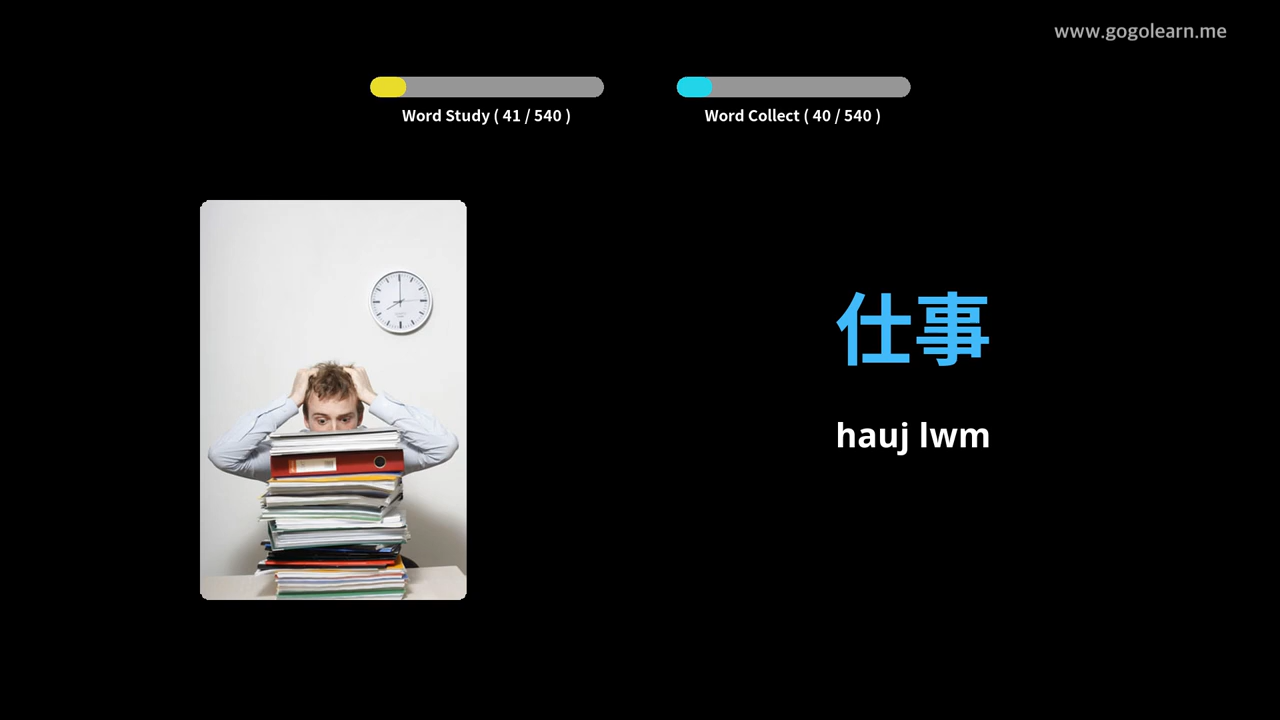 www.gogolearn.me
Word Study ( 41 / 540 )
Word Collect ( 40 / 540 )
仕事
hauj lwm